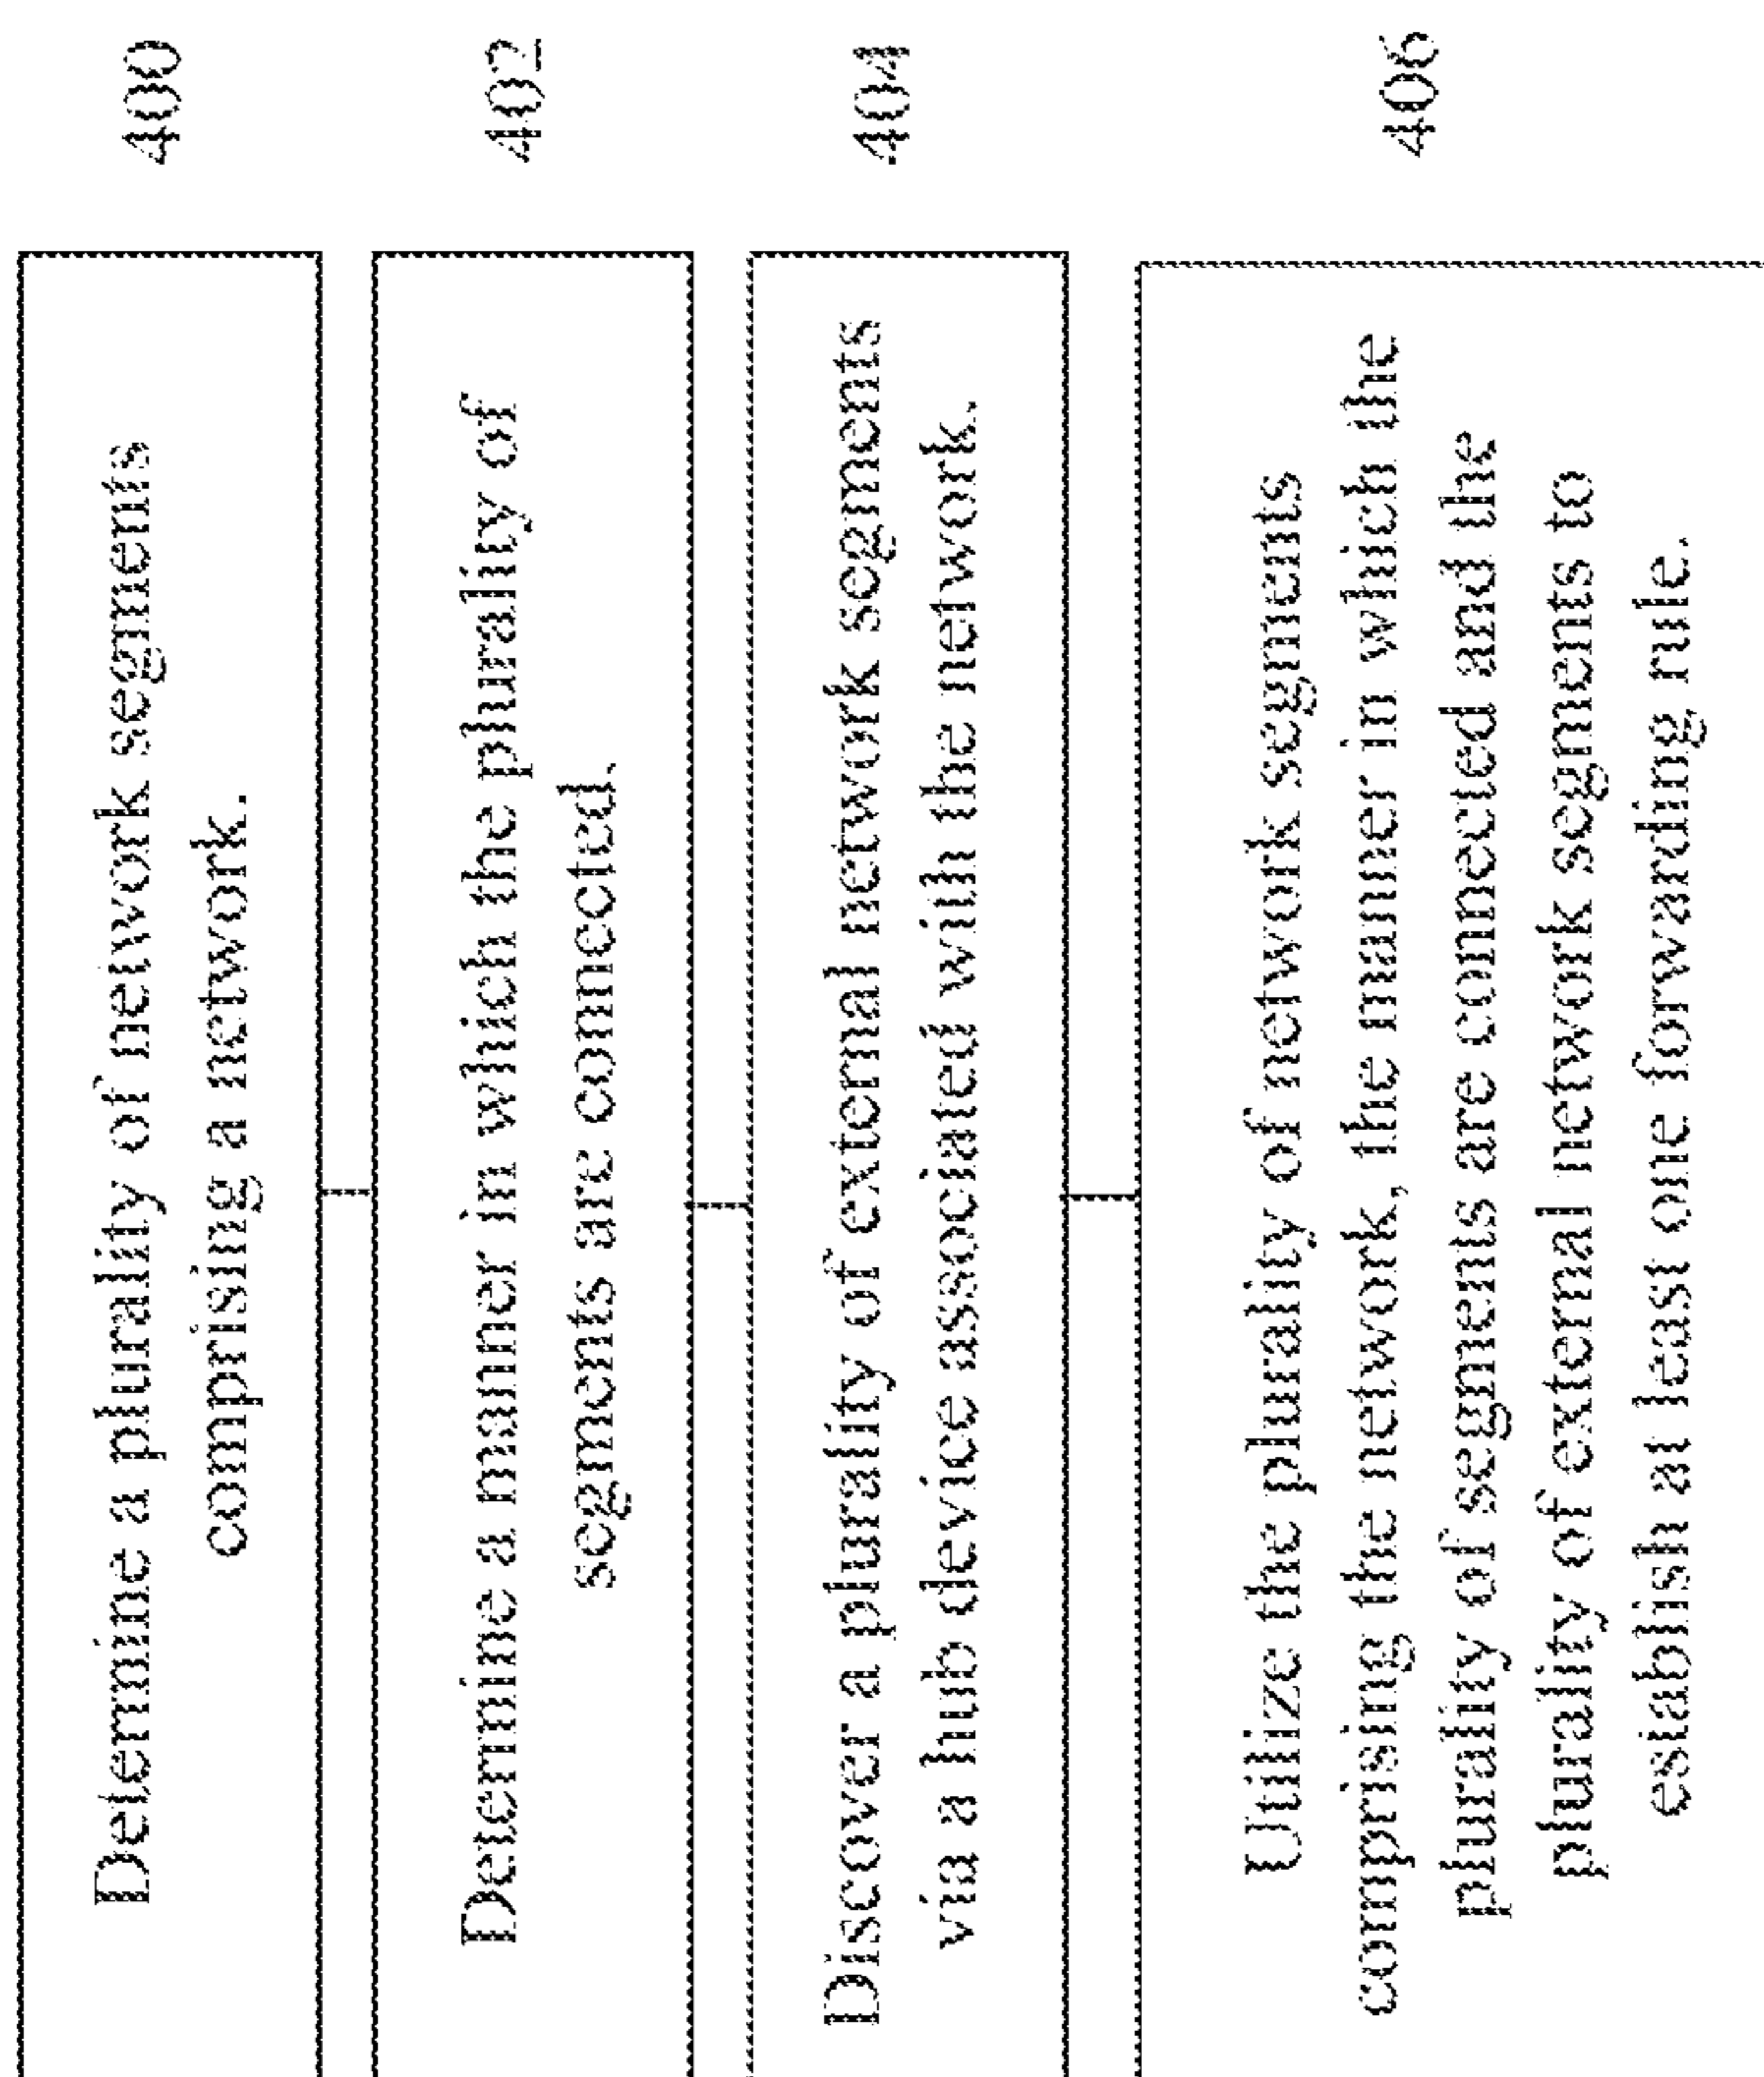 Determine a plurality of network segments
comprising a network.
400
Determine a manner in which the plurality of
segments are connected.
402
Discover a plurality of external network segments
via a hub device associated with the network.
404
Utilize the plurality of network segments
comprising the network, the manner in which the
plurality of segments are connected and the
plurality of external network segments to
establish at least one forwarding rule.
406